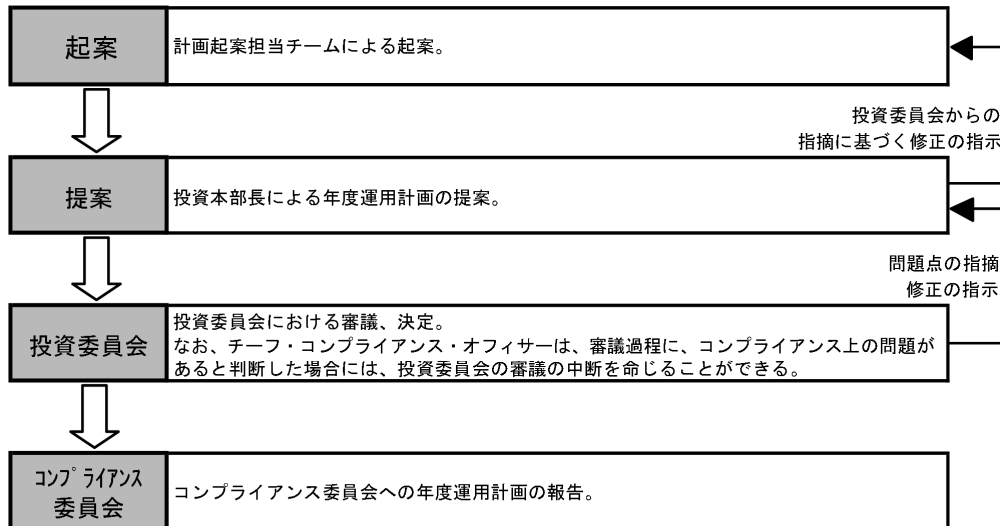 起案
計画起案担当チームによる起案。
投資委員会からの
指摘に基づく修正の指示
提案
投資本部長による年度運用計画の提案。
問題点の指摘
修正の指示
投資委員会
投資委員会における審議、決定。
なお、チーフ・コンプライアンス・オフィサーは、審議過程に、コンプライアンス上の問題が
あると判断した場合には、投資委員会の審議の中断を命じることができる。
ｺﾝﾌﾟﾗｲｱﾝｽ
委員会
コンプライアンス委員会への年度運用計画の報告。